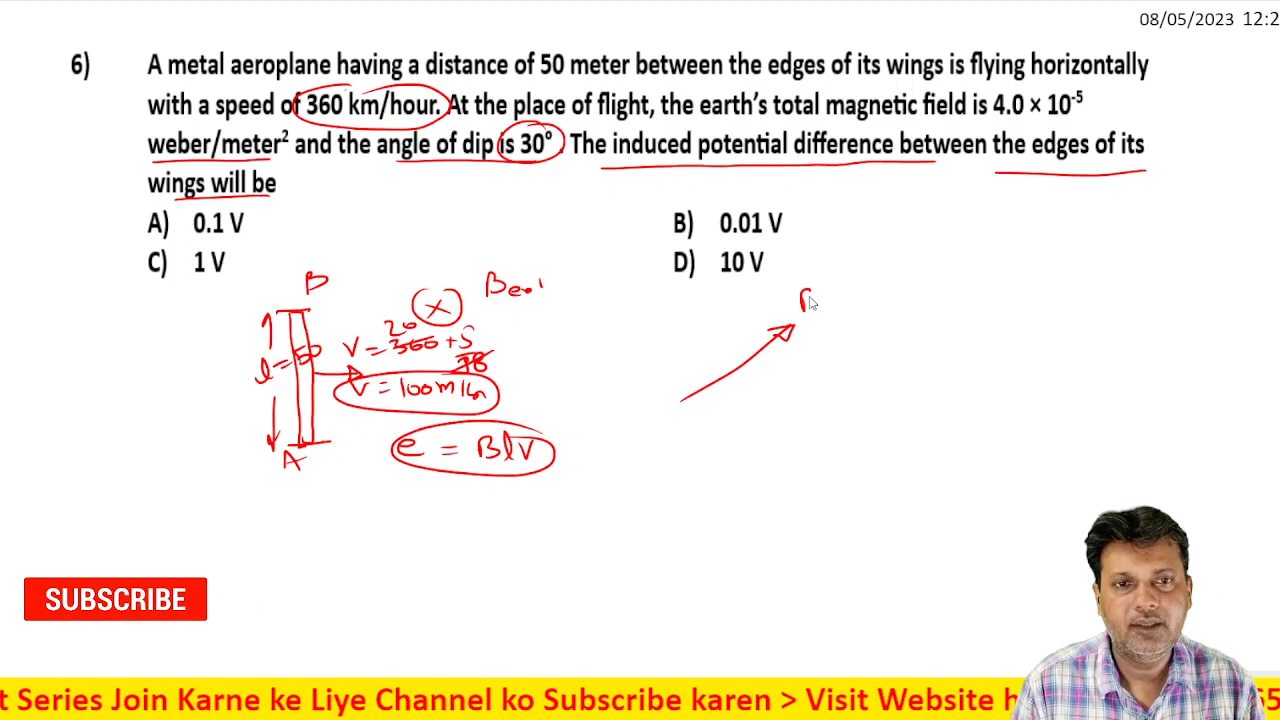 08/05/2023 12:2
6) A metal aeroplane having a distance of 50 meter between the edges of its wings is flying horizontally
with a speed of 360 km/hour. At the place of flight, the earth's total magnetic field is 4.0 × 10⁻⁵
weber/meter² and the angle of dip is 30°. The induced potential difference between the edges of its
wings will be
A) 0.1 V B) 0.01 V
C) 1 V D) 10 V
B
×
l = 50
V =
V = 100 m/
e = Blv
A
SUBSCRIBE
t Series Join Karne ke Liye Channel ko Subscribe karen > Visit Website h